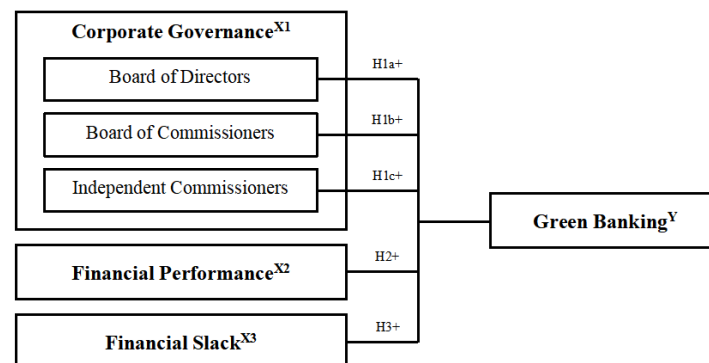 Corporate Governance^X1
Board of Directors
H1a+
Board of Commissioners
H1b+
Independent Commissioners
H1c+
Green Banking^Y
Financial Performance^X2
H2+
Financial Slack^X3
H3+